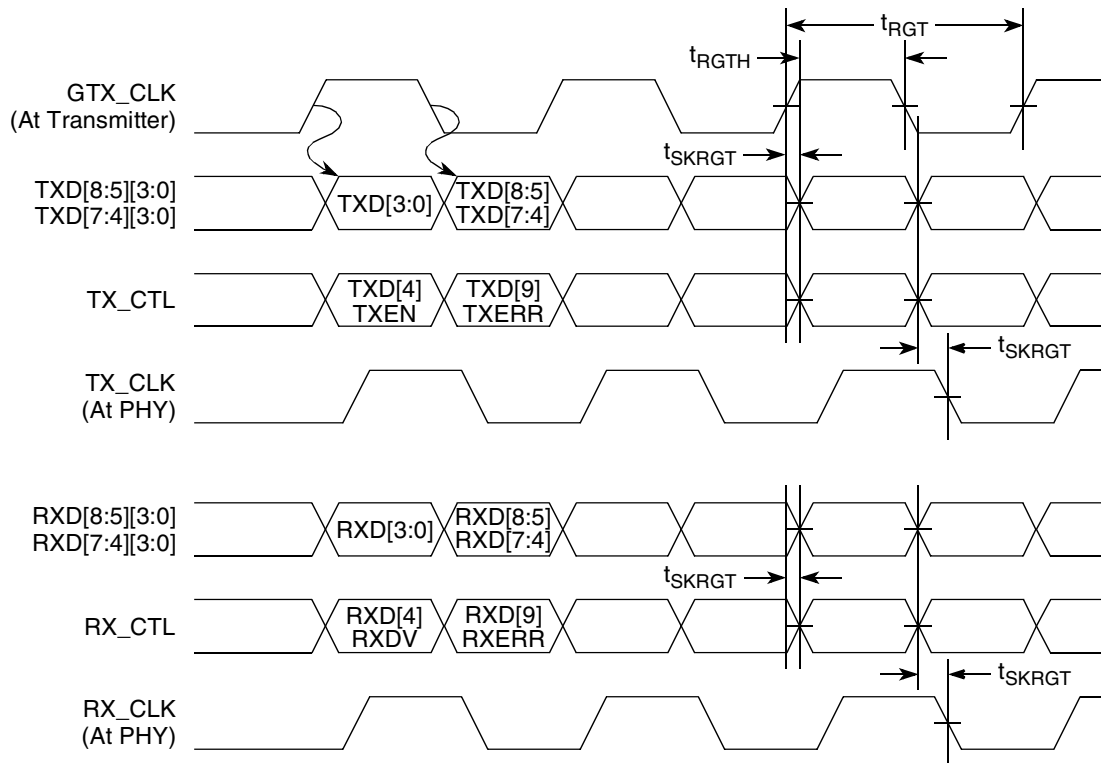 tRGT
tRGTH
GTX_CLK
(At Transmitter)
tSKRGT
TXD[8:5][3:0]
TXD[7:4][3:0]
TXD[3:0]
TXD[8:5]
TXD[7:4]
TX_CTL
TXD[4]
TXEN
TXD[9]
TXERR
tSKRGT
TX_CLK
(At PHY)
RXD[8:5][3:0]
RXD[7:4][3:0]
RXD[3:0]
RXD[8:5]
RXD[7:4]
tSKRGT
RX_CTL
RXD[4]
RXDV
RXD[9]
RXERR
tSKRGT
RX_CLK
(At PHY)